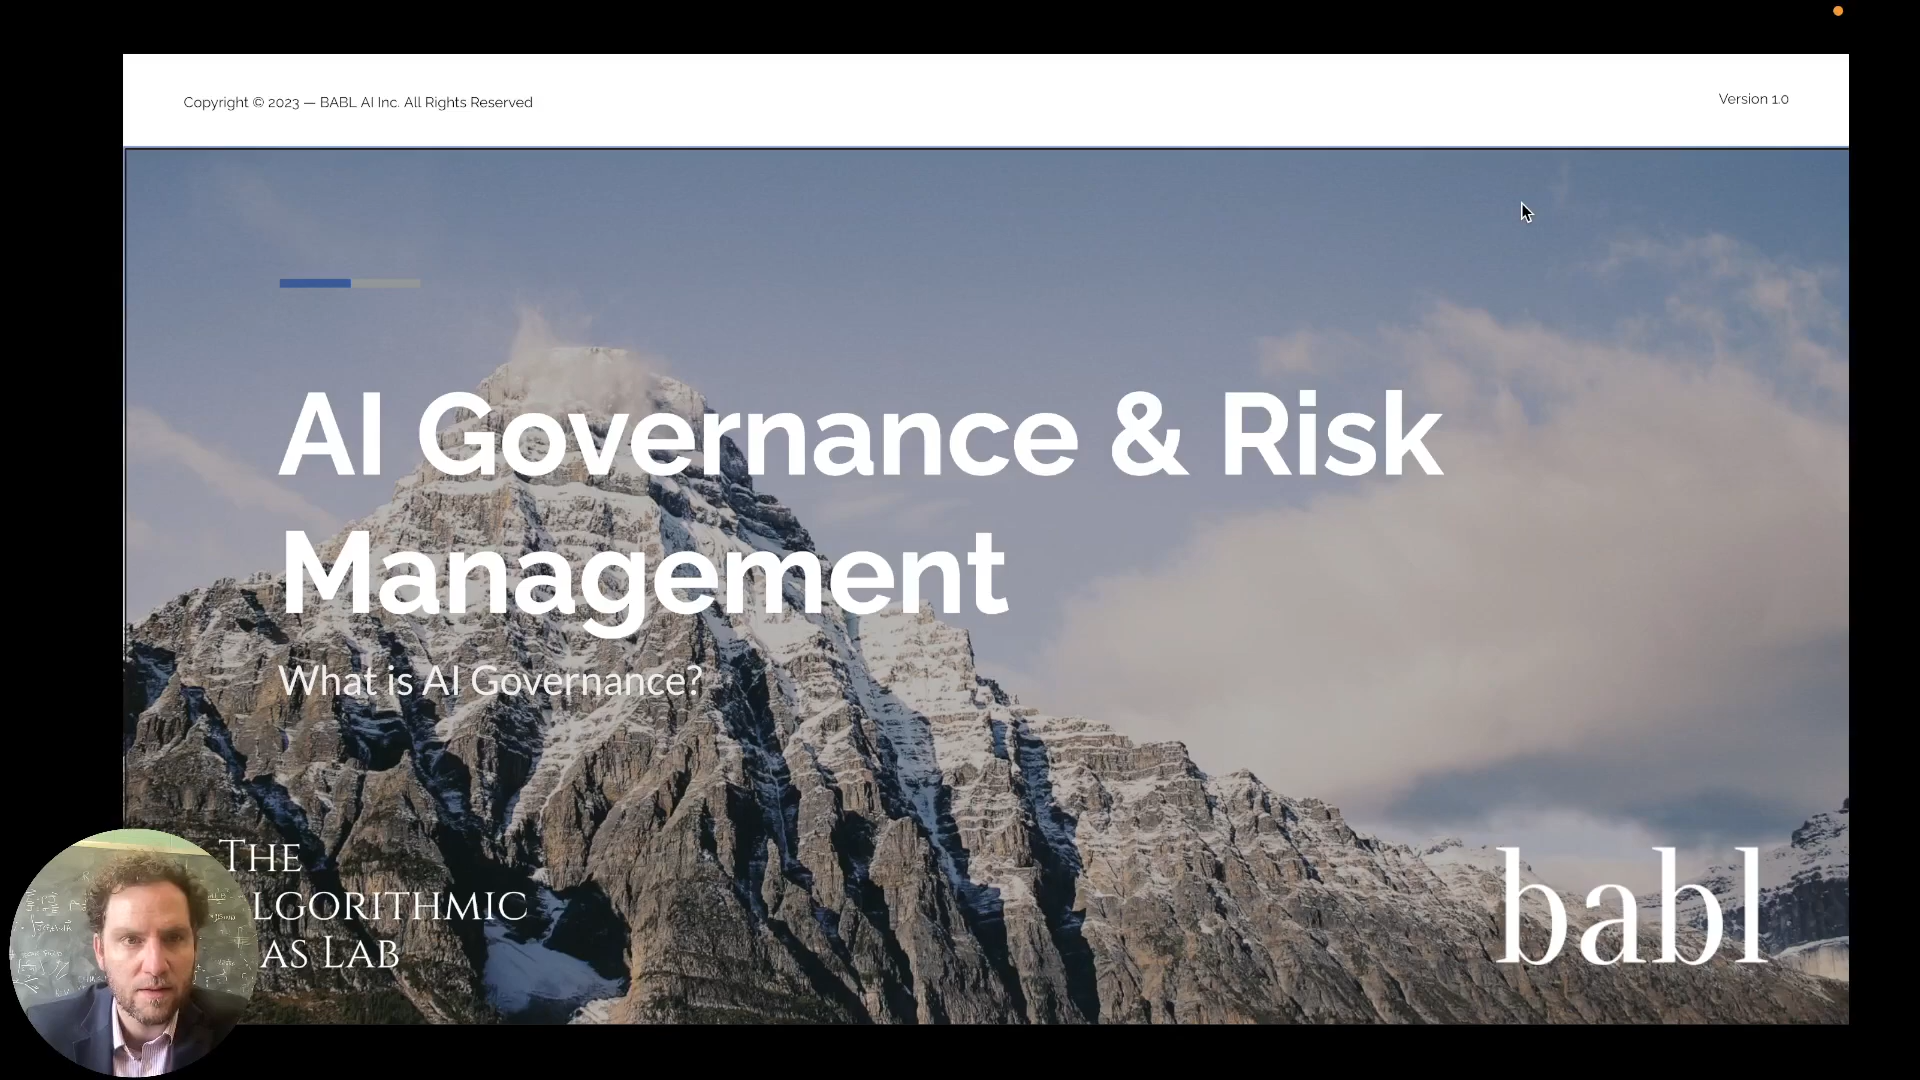 Copyright © 2023 — BABL AI Inc. All Rights Reserved
Version 1.0
AI Governance & Risk
Management
What is AI Governance?
THE
LGORITHMIC
AS LAB
babl